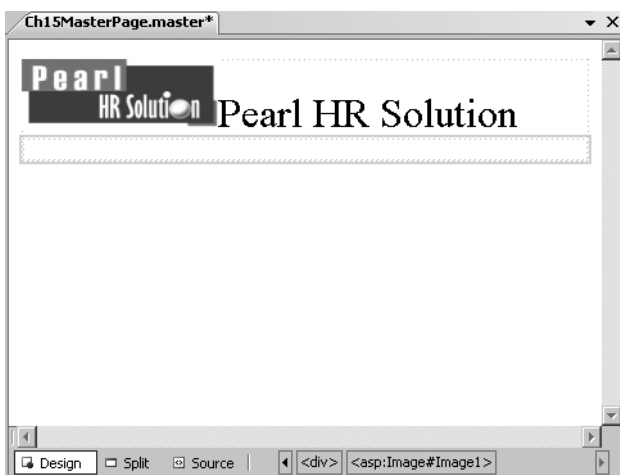 Ch15MasterPage.master*
Pearl
HR Solution
Pearl HR Solution
Design Split Source <div> <asp:Image#Image1>